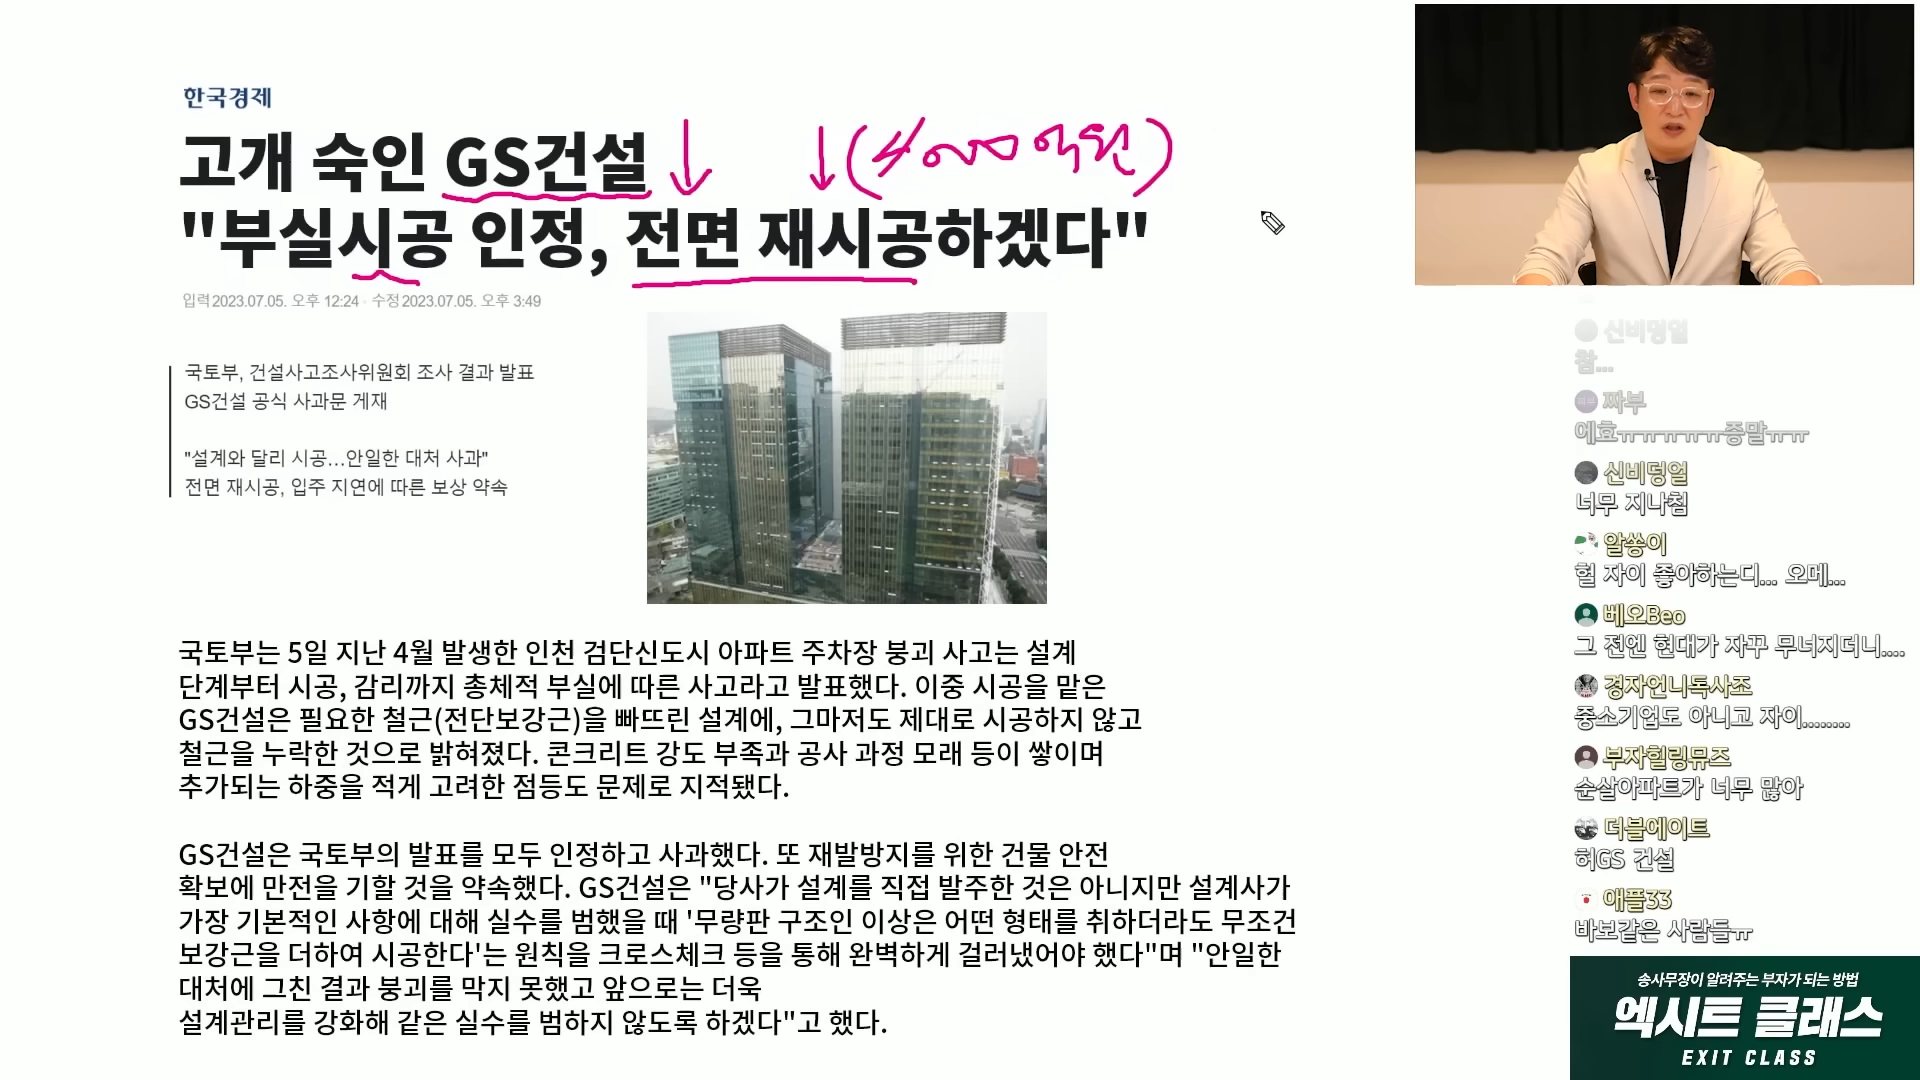 한국경제
고개 숙인 GS건설
(4000억원)
"부실시공 인정, 전면 재시공하겠다"
입력2023.07.05. 오후 12:24 · 수정2023.07.05. 오후 3:49
국토부, 건설사고조사위원회 조사 결과 발표
GS건설 공식 사과문 게재
"설계와 달리 시공…안일한 대처 사과"
전면 재시공, 입주 지연에 따른 보상 약속
국토부는 5일 지난 4월 발생한 인천 검단신도시 아파트 주차장 붕괴 사고는 설계
단계부터 시공, 감리까지 총체적 부실에 따른 사고라고 발표했다. 이중 시공을 맡은
GS건설은 필요한 철근(전단보강근)을 빠뜨린 설계에, 그마저도 제대로 시공하지 않고
철근을 누락한 것으로 밝혀졌다. 콘크리트 강도 부족과 공사 과정 모래 등이 쌓이며
추가되는 하중을 적게 고려한 점등도 문제로 지적됐다.
GS건설은 국토부의 발표를 모두 인정하고 사과했다. 또 재발방지를 위한 건물 안전
확보에 만전을 기할 것을 약속했다. GS건설은 "당사가 설계를 직접 발주한 것은 아니지만 설계사가
가장 기본적인 사항에 대해 실수를 범했을 때 '무량판 구조인 이상은 어떤 형태를 취하더라도 무조건
보강근을 더하여 시공한다'는 원칙을 크로스체크 등을 통해 완벽하게 걸러냈어야 했다"며 "안일한
대처에 그친 결과 붕괴를 막지 못했고 앞으로는 더욱
설계관리를 강화해 같은 실수를 범하지 않도록 하겠다"고 했다.
신비덩얼
참...
짜부
에효ㅠㅠㅠㅠㅠ증말ㅠㅠ
신비덩얼
너무 지나침
알쏭이
헐 자이 좋아하는디... 오메...
베오Beo
그 전엔 현대가 자꾸 무너지더니....
경자언니독사조
중소기업도 아니고 자이........
부자힐링뮤즈
순살아파트가 너무 많아
더블에이트
허GS 건설
애플33
바보같은 사람들ㅠ
송사무장이 알려주는 부자가 되는 방법
엑시트 클래스
EXIT CLASS